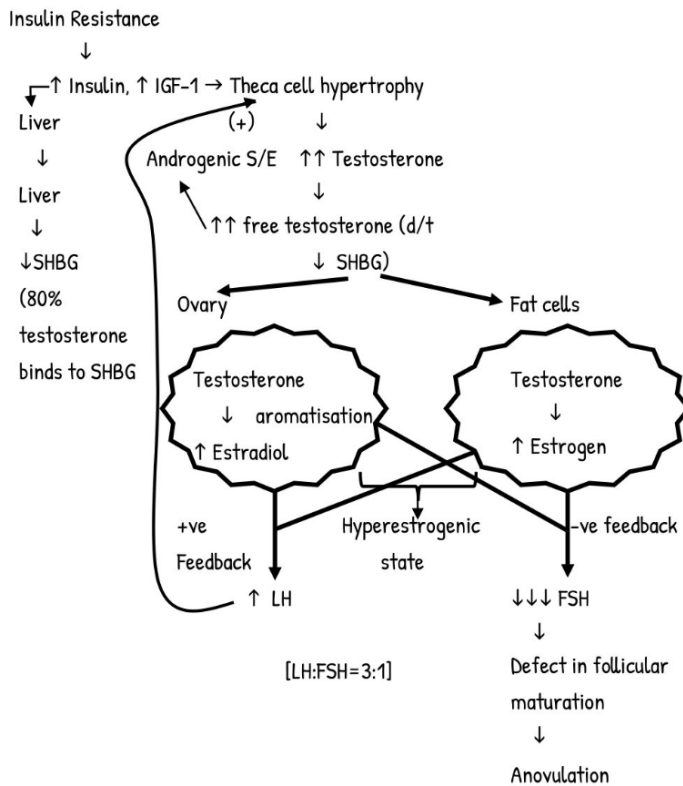 Insulin Resistance
↓
↑ Insulin, ↑ IGF-1 → Theca cell hypertrophy
Liver
(+)
↓
↓
Androgenic S/E
↑↑ Testosterone
Liver
↓
↓
↑↑ free testosterone (d/t
↓SHBG
↓ SHBG)
(80%
testosterone
binds to SHBG
Ovary
Fat cells
Testosterone
↓ aromatisation
↑ Estradiol
Testosterone
↓
↑ Estrogen
+ve
Feedback
Hyperestrogenic
state
-ve feedback
↑ LH
↓↓↓ FSH
↓
[LH:FSH=3:1]
Defect in follicular
maturation
↓
Anovulation